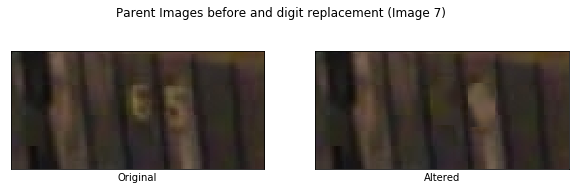 Parent Images before and digit replacement (Image 7)
65
Original
Altered